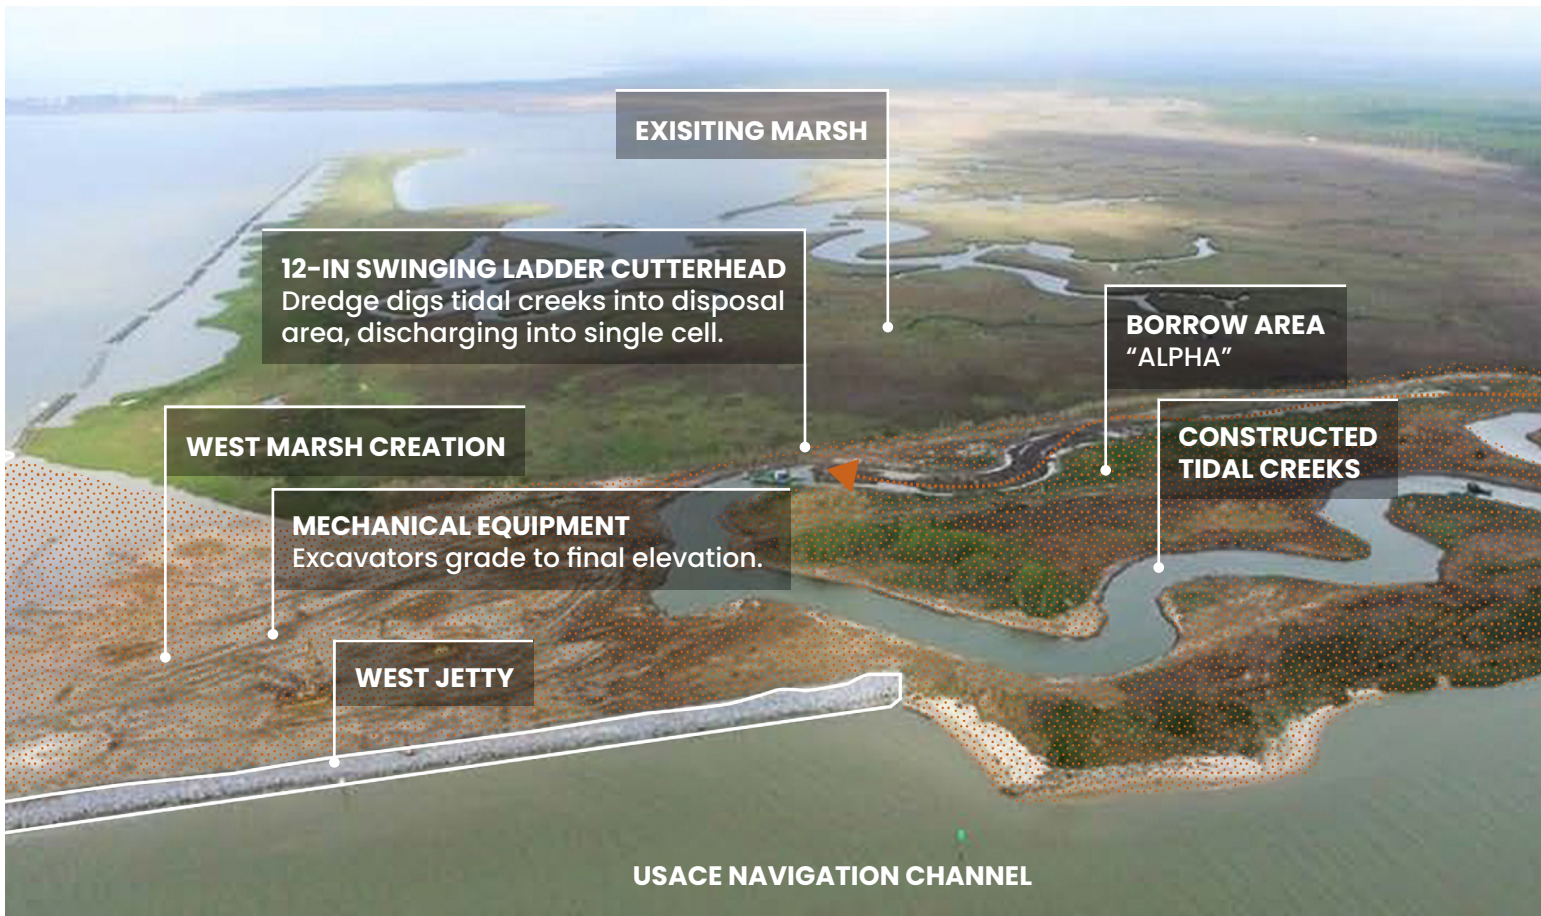 EXISITING MARSH
12-IN SWINGING LADDER CUTTERHEAD
Dredge digs tidal creeks into disposal
area, discharging into single cell.
BORROW AREA
“ALPHA”
WEST MARSH CREATION
CONSTRUCTED
TIDAL CREEKS
MECHANICAL EQUIPMENT
Excavators grade to final elevation.
WEST JETTY
USACE NAVIGATION CHANNEL